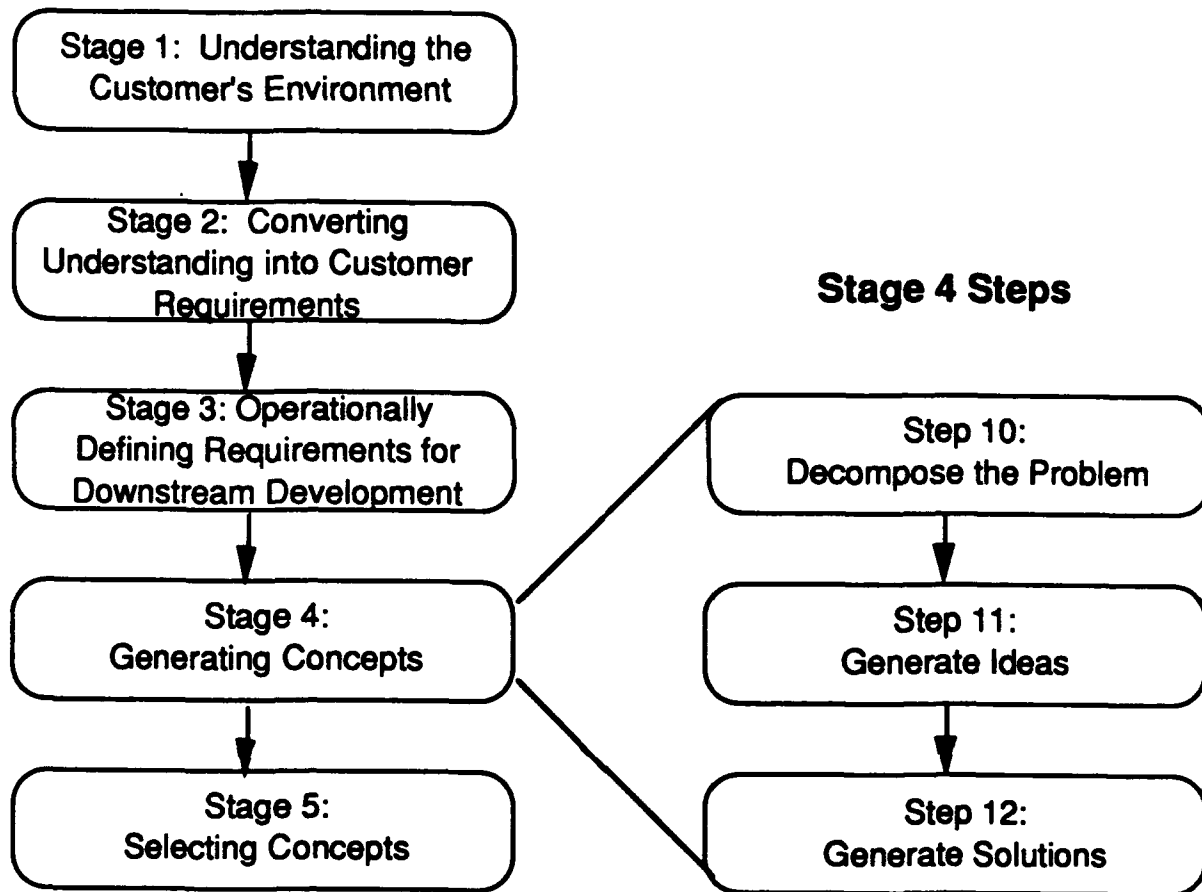 Stage 1: Understanding the
Customer's Environment
Stage 2: Converting
Understanding into Customer
Requirements
Stage 3: Operationally
Defining Requirements for
Downstream Development
Stage 4:
Generating Concepts
Stage 5:
Selecting Concepts
Stage 4 Steps
Step 10:
Decompose the Problem
Step 11:
Generate Ideas
Step 12:
Generate Solutions